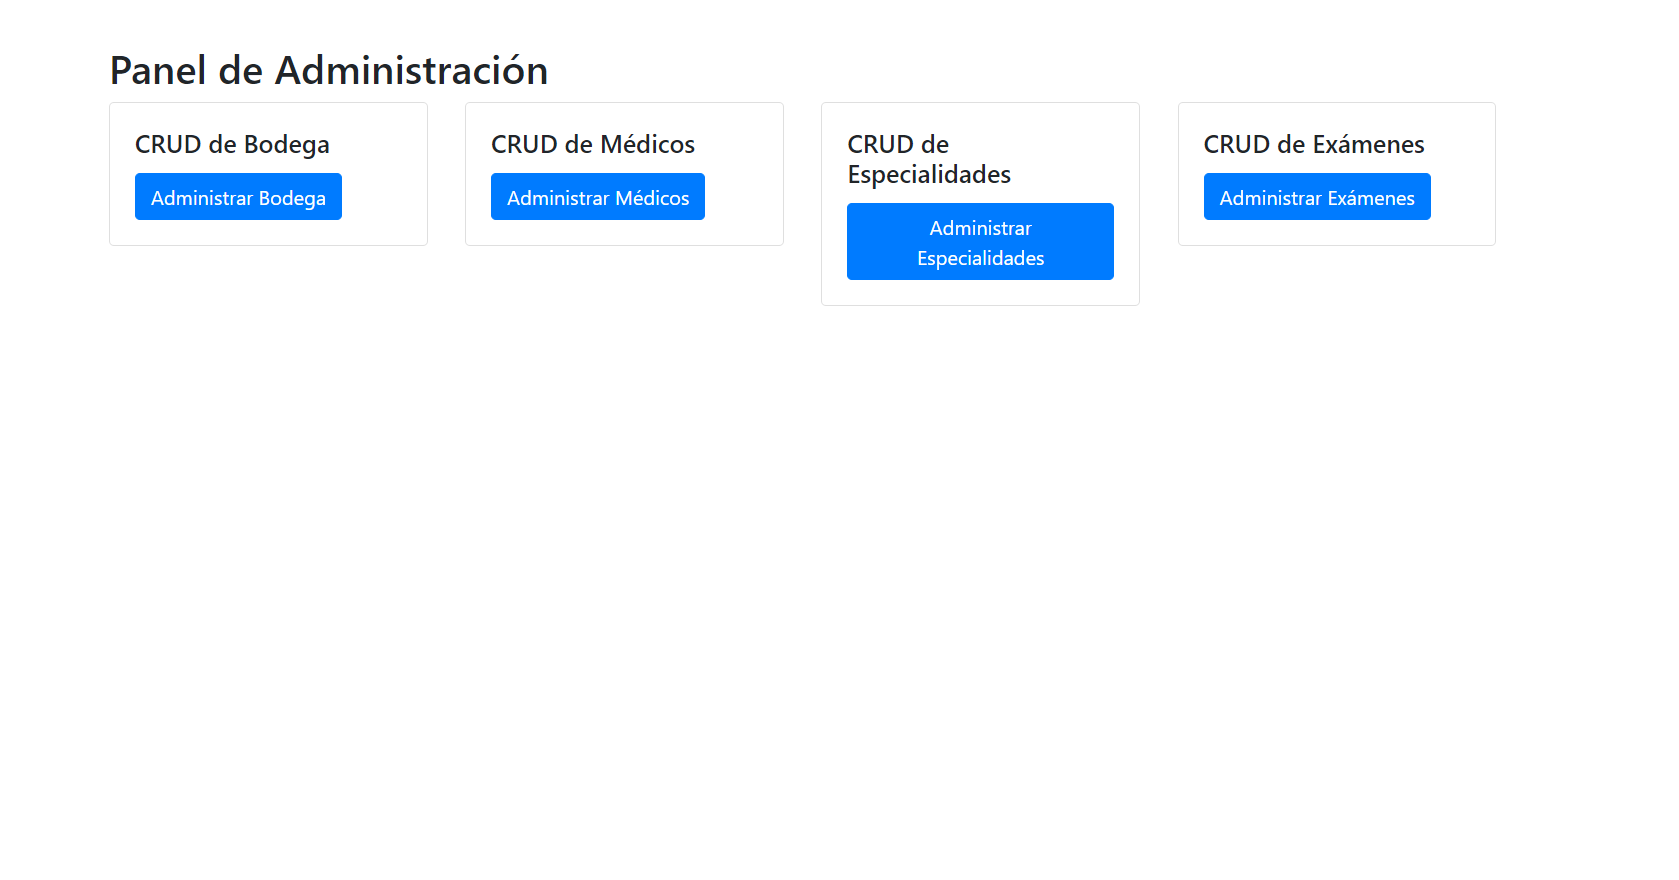 Panel de Administración
CRUD de Bodega
Administrar Bodega
CRUD de Médicos
Administrar Médicos
CRUD de
Especialidades
Administrar
Especialidades
CRUD de Exámenes
Administrar Exámenes